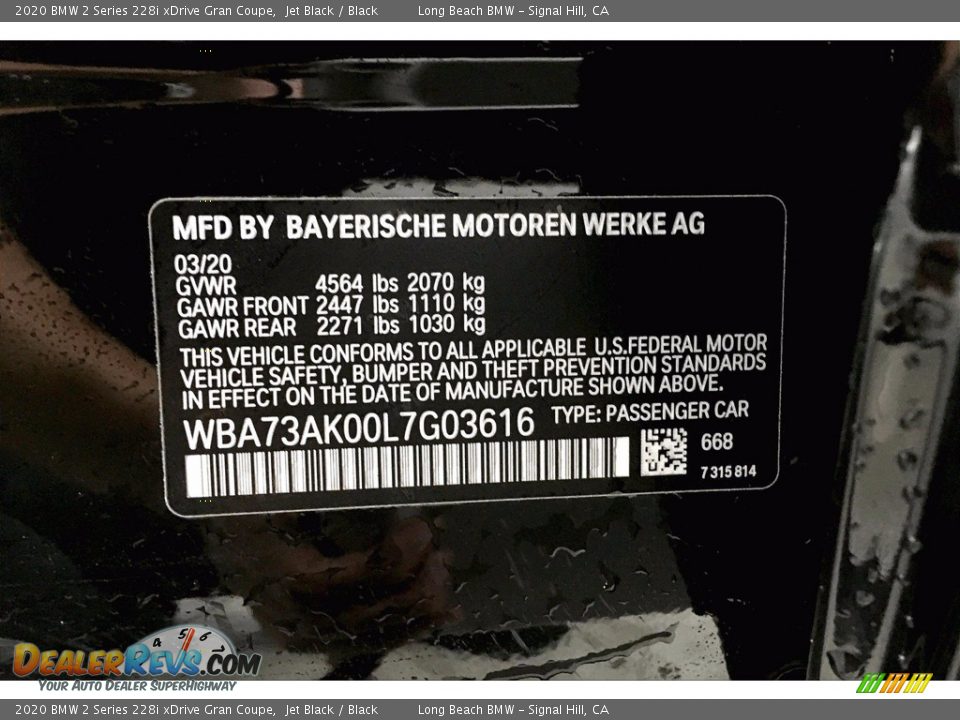 2020 BMW 2 Series 228i xDrive Gran Coupe, Jet Black / Black Long Beach BMW - Signal Hill, CA
MFD BY BAYERISCHE MOTOREN WERKE AG
03/20
GVWR 4564 lbs 2070 kg
GAWR FRONT 2447 lbs 1110 kg
GAWR REAR 2271 lbs 1030 kg
THIS VEHICLE CONFORMS TO ALL APPLICABLE U.S.FEDERAL MOTOR
VEHICLE SAFETY, BUMPER AND THEFT PREVENTION STANDARDS
IN EFFECT ON THE DATE OF MANUFACTURE SHOWN ABOVE.
WBA73AK00L7G03616 TYPE: PASSENGER CAR
668
7315814
4 5 6
DEALERREVS.COM
YOUR AUTO DEALER SUPERHIGHWAY
2020 BMW 2 Series 228i xDrive Gran Coupe, Jet Black / Black Long Beach BMW - Signal Hill, CA